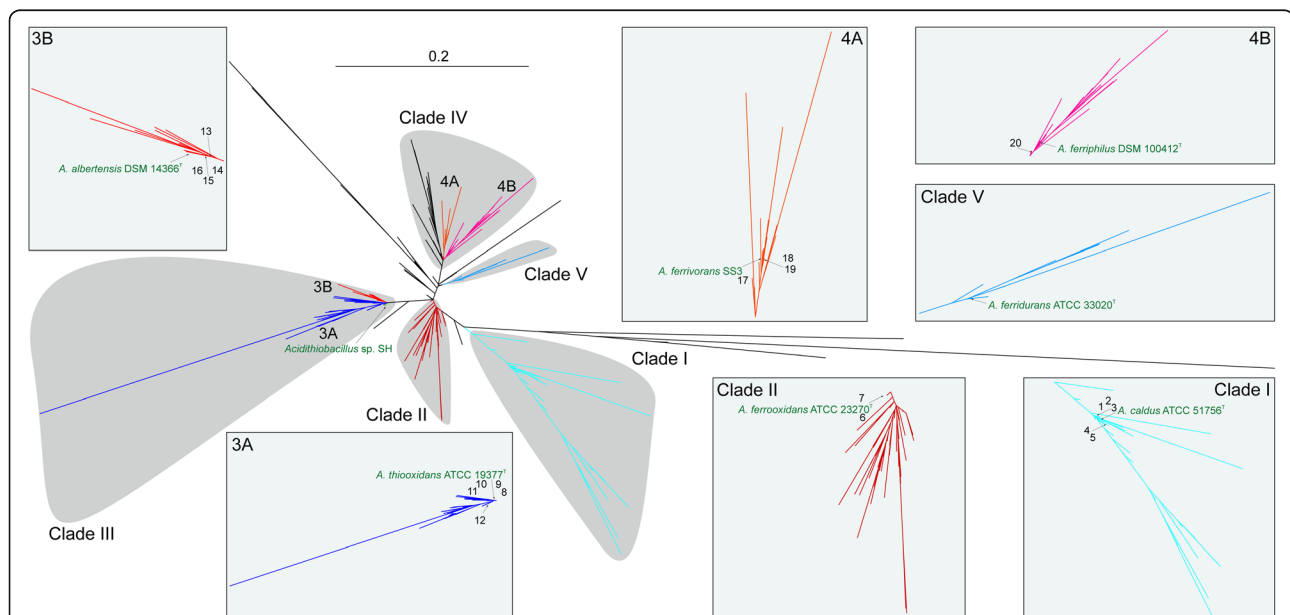 3B
13
A. albertensis DSM 14366ᵀ
16
14
15
0.2
Clade IV
4A
4B
Clade V
3B
3A
Acidithiobacillus sp. SH
Clade III
Clade II
Clade I
4A
A. ferrivorans SS3
18
19
17
4B
20
A. ferriphilus DSM 100412ᵀ
Clade V
A. ferridurans ATCC 33020ᵀ
3A
A. thiooxidans ATCC 19377ᵀ
10 9
11 8
12
Clade II
7
A. ferrooxidans ATCC 23270ᵀ
6
Clade I
2
1 3
A. caldus ATCC 51756ᵀ
4
5